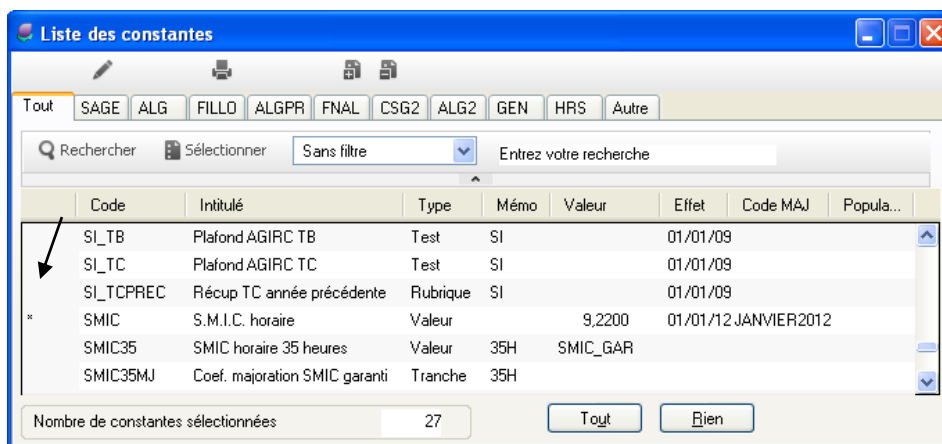 Liste des constantes
Tout SAGE ALG FILLO ALGPR FNAL CSG2 ALG2 GEN HRS Autre
Rechercher Sélectionner Sans filtre Entrez votre recherche
Code Intitulé Type Mémo Valeur Effet Code MAJ Popula...
SI_TB Plafond AGIRC TB Test SI 01/01/09
SI_TC Plafond AGIRC TC Test SI 01/01/09
SI_TCPREC Récup TC année précédente Rubrique SI 01/01/09
* SMIC S.M.I.C. horaire Valeur 9,2200 01/01/12 JANVIER2012
SMIC35 SMIC horaire 35 heures Valeur 35H SMIC_GAR
SMIC35MJ Coef. majoration SMIC garanti Tranche 35H
Nombre de constantes sélectionnées 27 Tout Rien